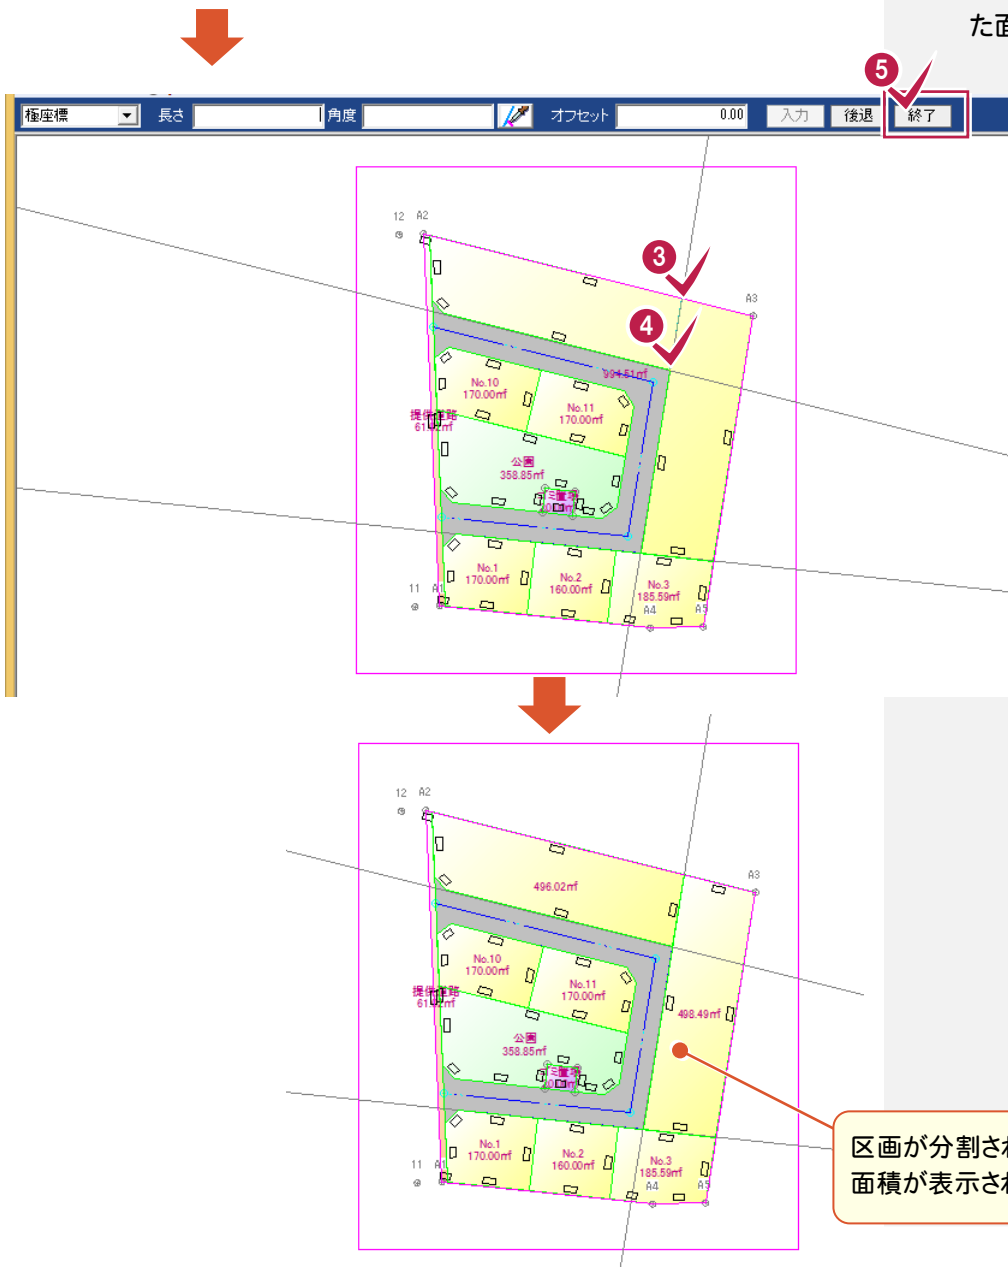 た面
5
極座標 長さ 角度 オフセット 0.00 入力 後退 終了
12 A2
3
A3
4
994.51㎡
No.10
170.00㎡
No.11
170.00㎡
提供道路
公園
358.85㎡
No.1
170.00㎡
No.2
160.00㎡
No.3
185.59㎡
11 A1
A4 A5
12 A2
A3
496.02㎡
No.10
170.00㎡
No.11
170.00㎡
498.49㎡
公園
358.85㎡
No.1
170.00㎡
No.2
160.00㎡
No.3
185.59㎡
11 A1
A4 A5
区画が分割され
面積が表示され